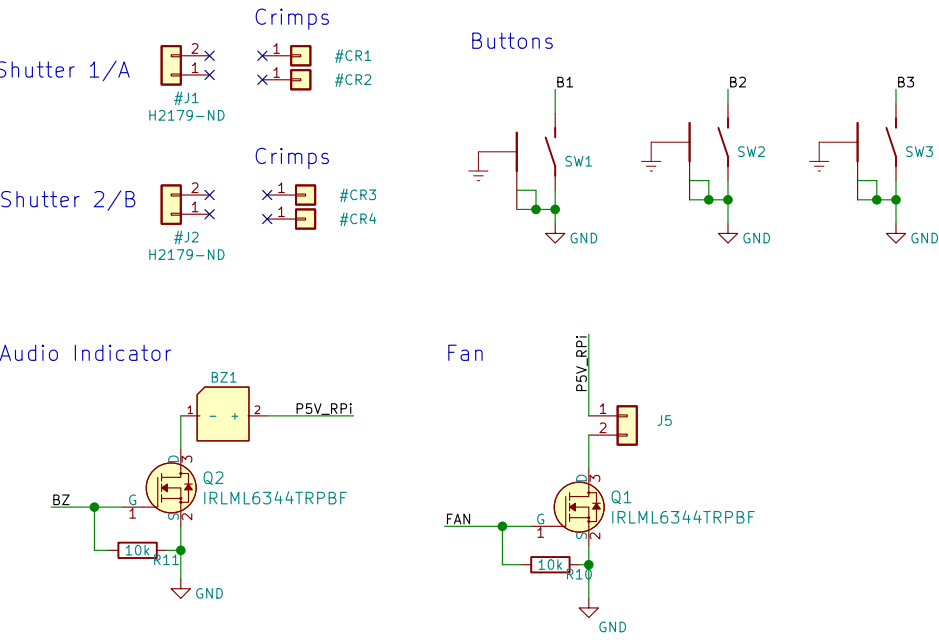 Crimps
Shutter 1/A
2
1
#J1
H2179-ND
1
#CR1
1
#CR2
Buttons
B1
SW1
GND
B2
SW2
GND
B3
SW3
GND
Crimps
Shutter 2/B
2
1
#J2
H2179-ND
1
#CR3
1
#CR4
Audio Indicator
BZ1
1
- +
2
P5V_RPi
D
3
Q2
IRLML6344TRPBF
BZ
G
1
S
2
10k
R11
GND
Fan
P5V_RPi
1
2
J5
D
3
Q1
IRLML6344TRPBF
FAN
G
1
S
2
10k
R10
GND